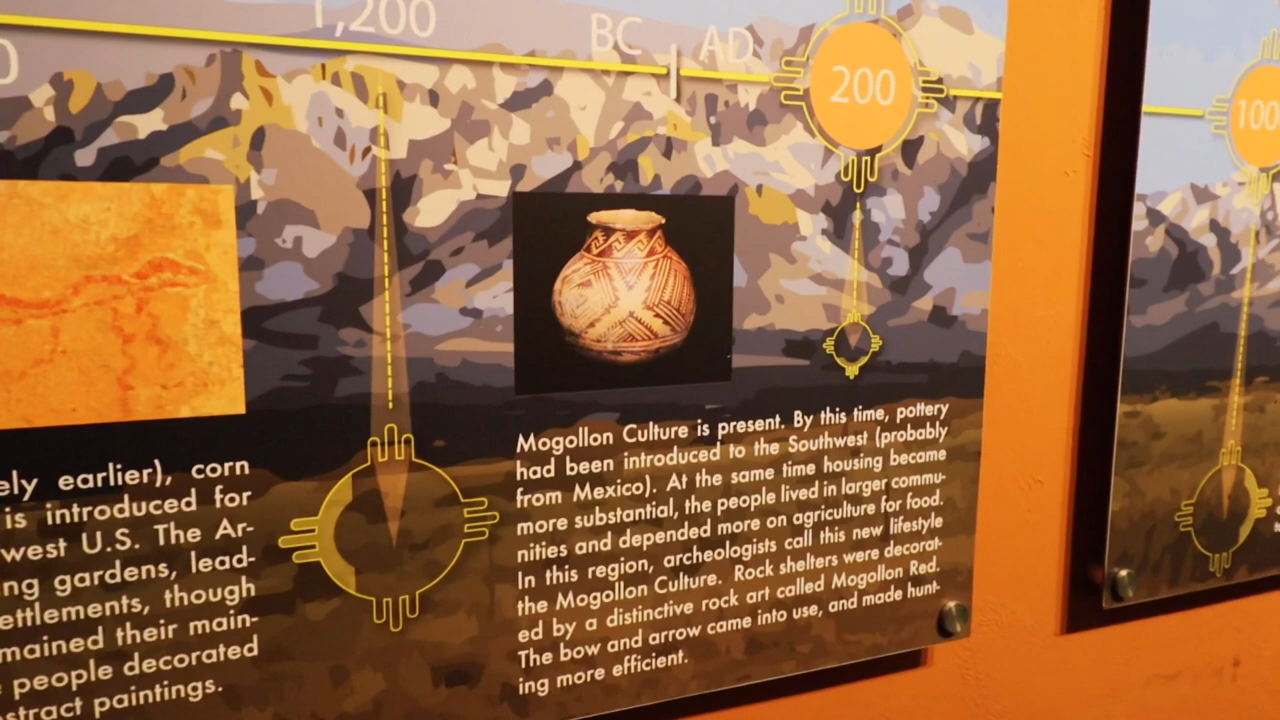 1,200
BC AD
200
100
ely earlier), corn
is introduced for
west U.S. The Ar-
ing gardens, lead-
ettlements, though
mained their main-
people decorated
stract paintings.
Mogollon Culture is present. By this time, pottery
had been introduced to the Southwest (probably
from Mexico). At the same time housing became
more substantial, the people lived in larger commu-
nities and depended more on agriculture for food.
In this region, archeologists call this new lifestyle
the Mogollon Culture. Rock shelters were decorat-
ed by a distinctive rock art called Mogollon Red.
The bow and arrow came into use, and made hunt-
ing more efficient.